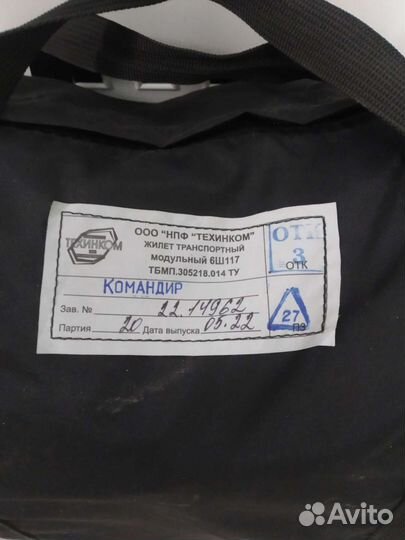 ТЕХИНКОМ
ООО "НПФ "ТЕХИНКОМ"
ЖИЛЕТ ТРАНСПОРТНЫЙ
МОДУЛЬНЫЙ 6Ш117
ТБМП.305218.014 ТУ
ОТК
3
ОТК
КОМАНДИР
Зав. № 22.14962
27
ПЗ
Партия 20 Дата выпуска 05.22
Avito